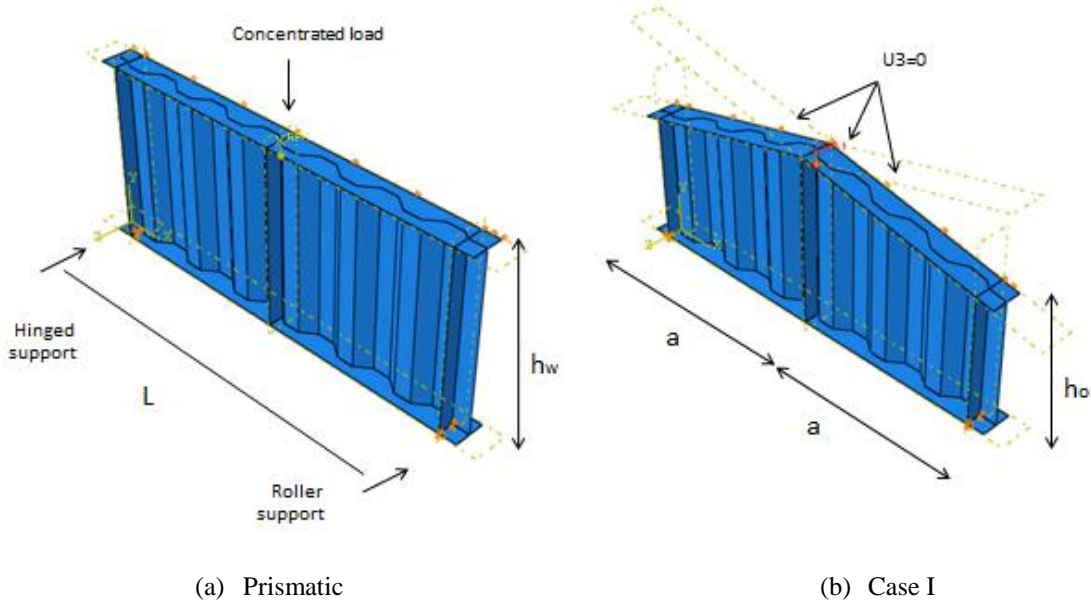 Concentrated load
U3=0
Hinged
support
L
hw
Roller
support
a
a
ho
(a) Prismatic
(b) Case I